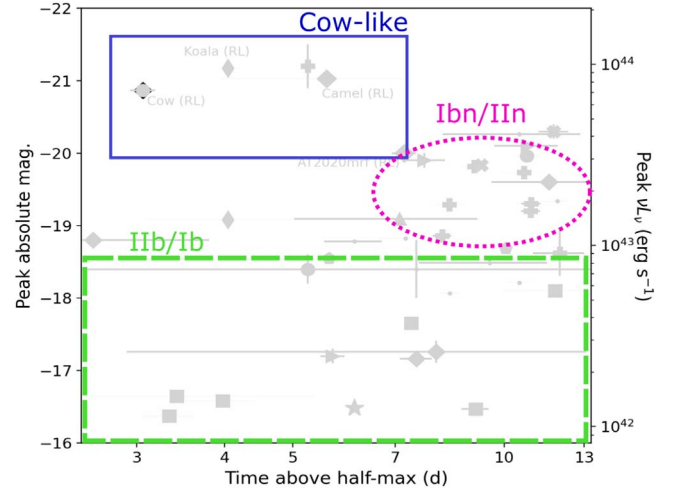 −22
Cow-like
10⁴⁴
Koala (RL)
−21
Camel (RL)
Cow (RL)
Ibn/IIn
−20
AT2020mrf (RL)
Peak absolute mag.
Peak νLν (erg s⁻¹)
−19
10⁴³
IIb/Ib
−18
−17
10⁴²
−16
3 4 5 7 10 13
Time above half-max (d)